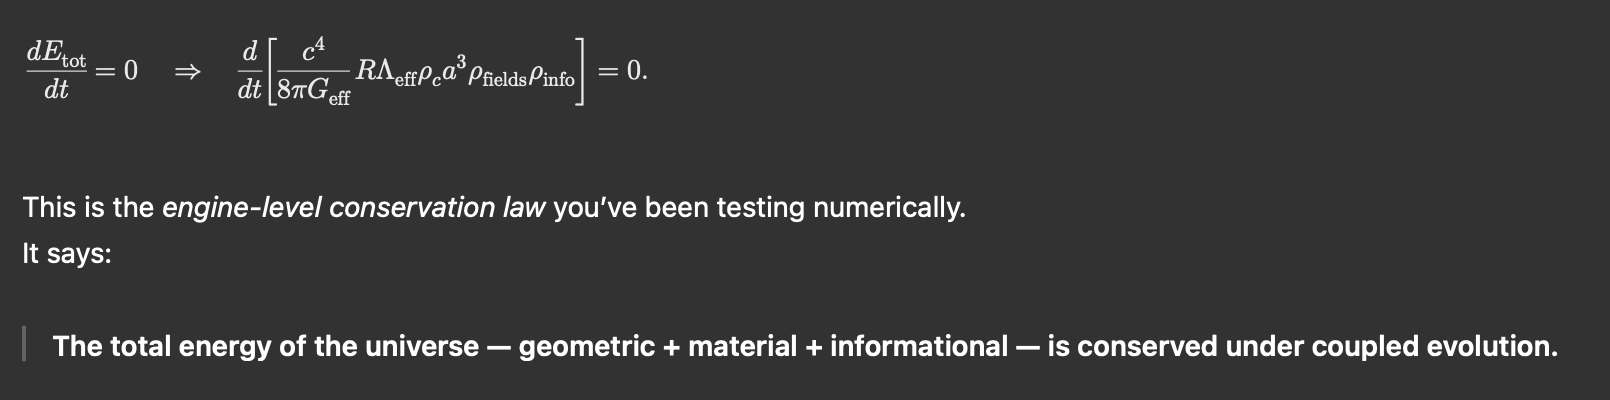 $\frac{dE_{\text{tot}}}{dt} = 0 \quad \Rightarrow \quad \frac{d}{dt}\left[\frac{c^4}{8\pi G_{\text{eff}}} R\Lambda_{\text{eff}}\rho_c a^3 \rho_{\text{fields}}\rho_{\text{info}}\right] = 0.$
This is the engine-level conservation law you’ve been testing numerically.
It says:
The total energy of the universe — geometric + material + informational — is conserved under coupled evolution.